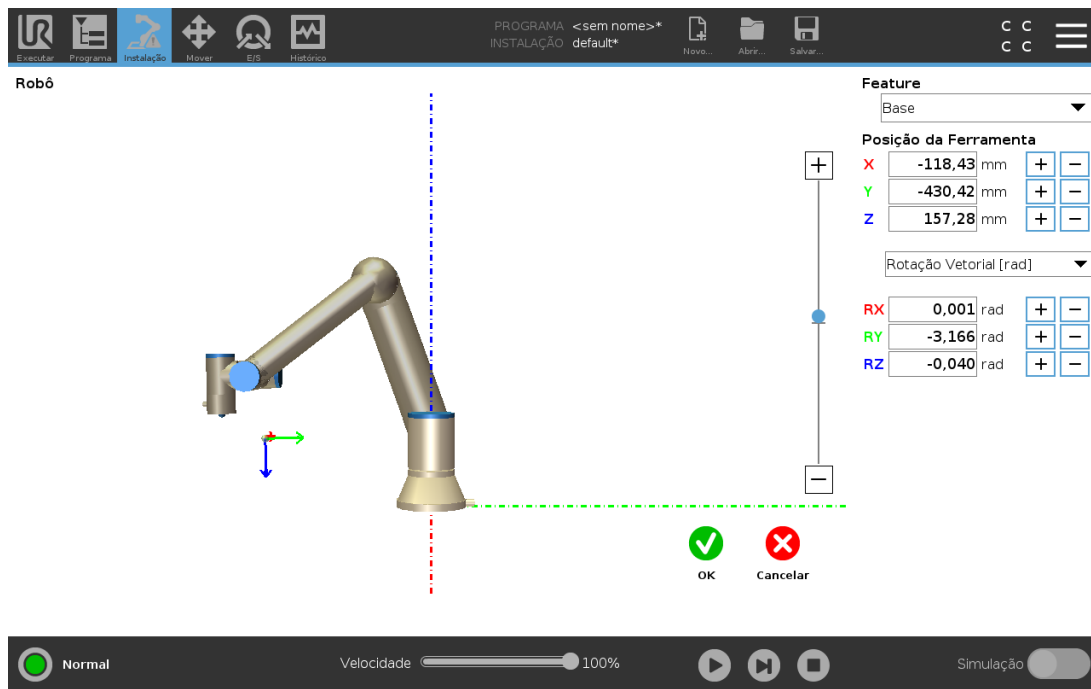 PROGRAMA <sem nome>*
INSTALAÇÃO default*
C C
C C
Executar Programa Instalação Mover E/S Histórico Novo... Abrir... Salvar...
Robô
Feature
Base
Posição da Ferramenta
X -118,43 mm + −
Y -430,42 mm + −
Z 157,28 mm + −
Rotação Vetorial [rad]
RX 0,001 rad + −
RY -3,166 rad + −
RZ -0,040 rad + −
OK Cancelar
Normal Velocidade 100% Simulação